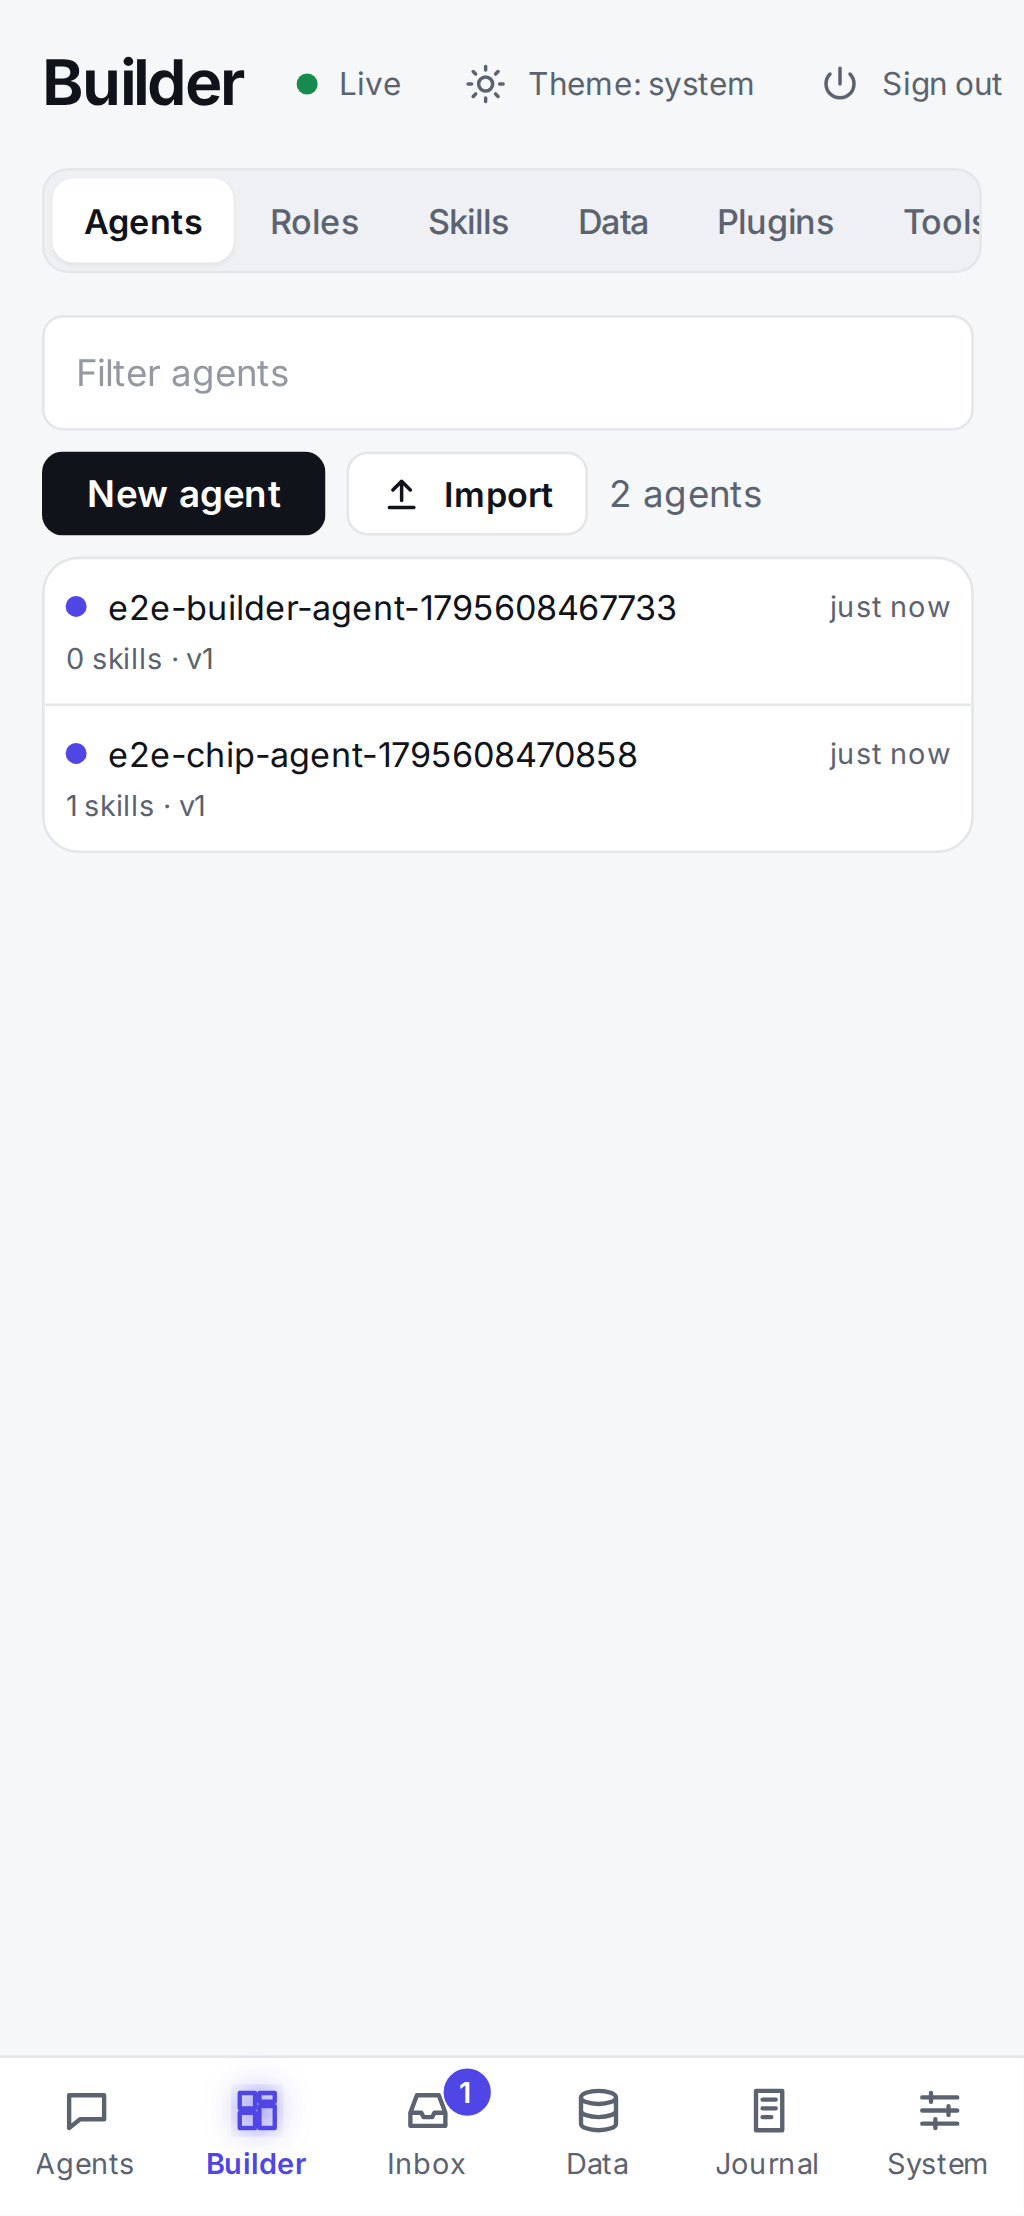 Builder Live Theme: system Sign out
Agents Roles Skills Data Plugins Tools
Filter agents
New agent Import 2 agents
e2e-builder-agent-1795608467733 just now
0 skills · v1
e2e-chip-agent-1795608470858 just now
1 skills · v1
1
Agents Builder Inbox Data Journal System